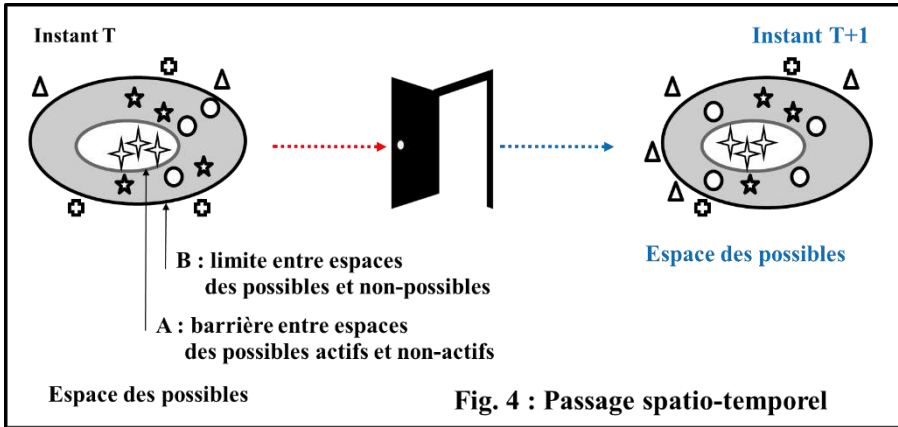 Instant T
Instant T+1
B : limite entre espaces
des possibles et non-possibles
Espace des possibles
A : barrière entre espaces
des possibles actifs et non-actifs
Espace des possibles
Fig. 4 : Passage spatio-temporel